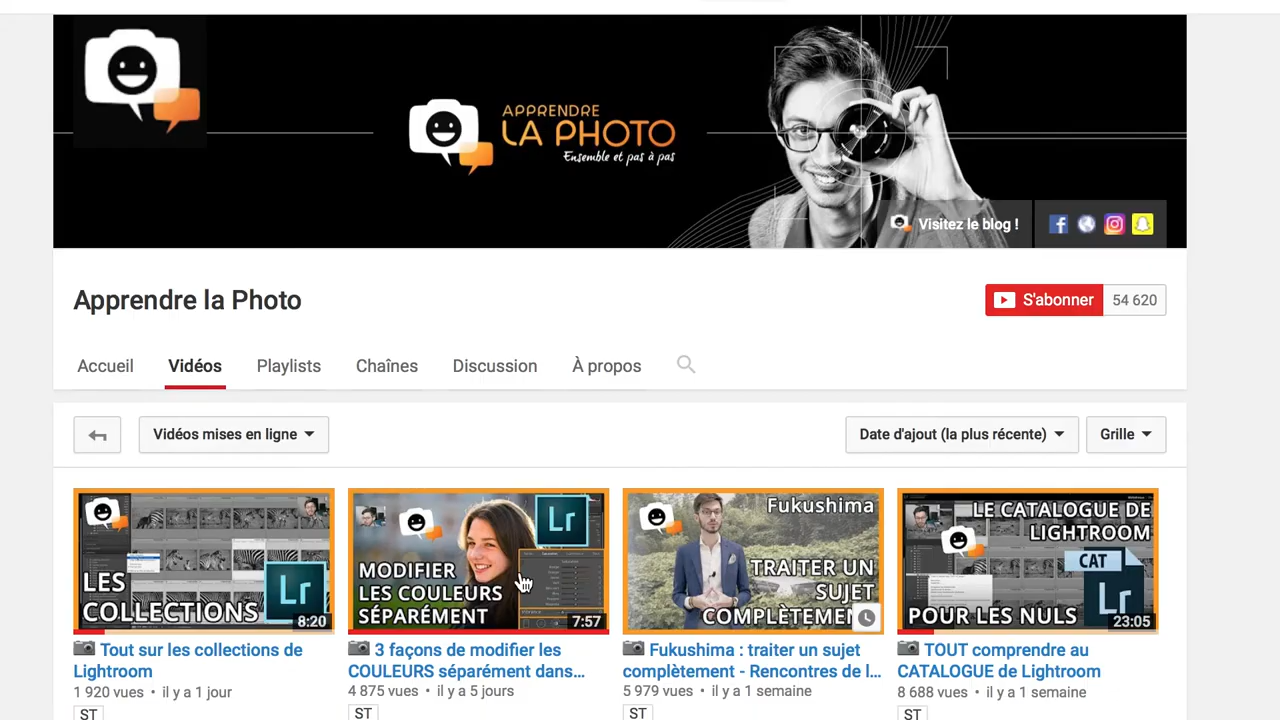 APPRENDRE
LA PHOTO
Ensemble et pas à pas
Visitez le blog !
Apprendre la Photo
S'abonner 54 620
Accueil Vidéos Playlists Chaînes Discussion À propos
Vidéos mises en ligne Date d'ajout (la plus récente) Grille
LES
COLLECTIONS
Lr
8:20
MODIFIER
LES COULEURS
SÉPARÉMENT
Lr
7:57
Fukushima
TRAITER UN
SUJET
COMPLÈTEMEN
LE CATALOGUE DE
LIGHTROOM
CAT
Lr
POUR LES NULS
23:05
Tout sur les collections de
Lightroom
1 920 vues • il y a 1 jour
ST
3 façons de modifier les
COULEURS séparément dans...
4 875 vues • il y a 5 jours
ST
Fukushima : traiter un sujet
complètement - Rencontres de l...
5 979 vues • il y a 1 semaine
ST
TOUT comprendre au
CATALOGUE de Lightroom
8 688 vues • il y a 1 semaine
ST